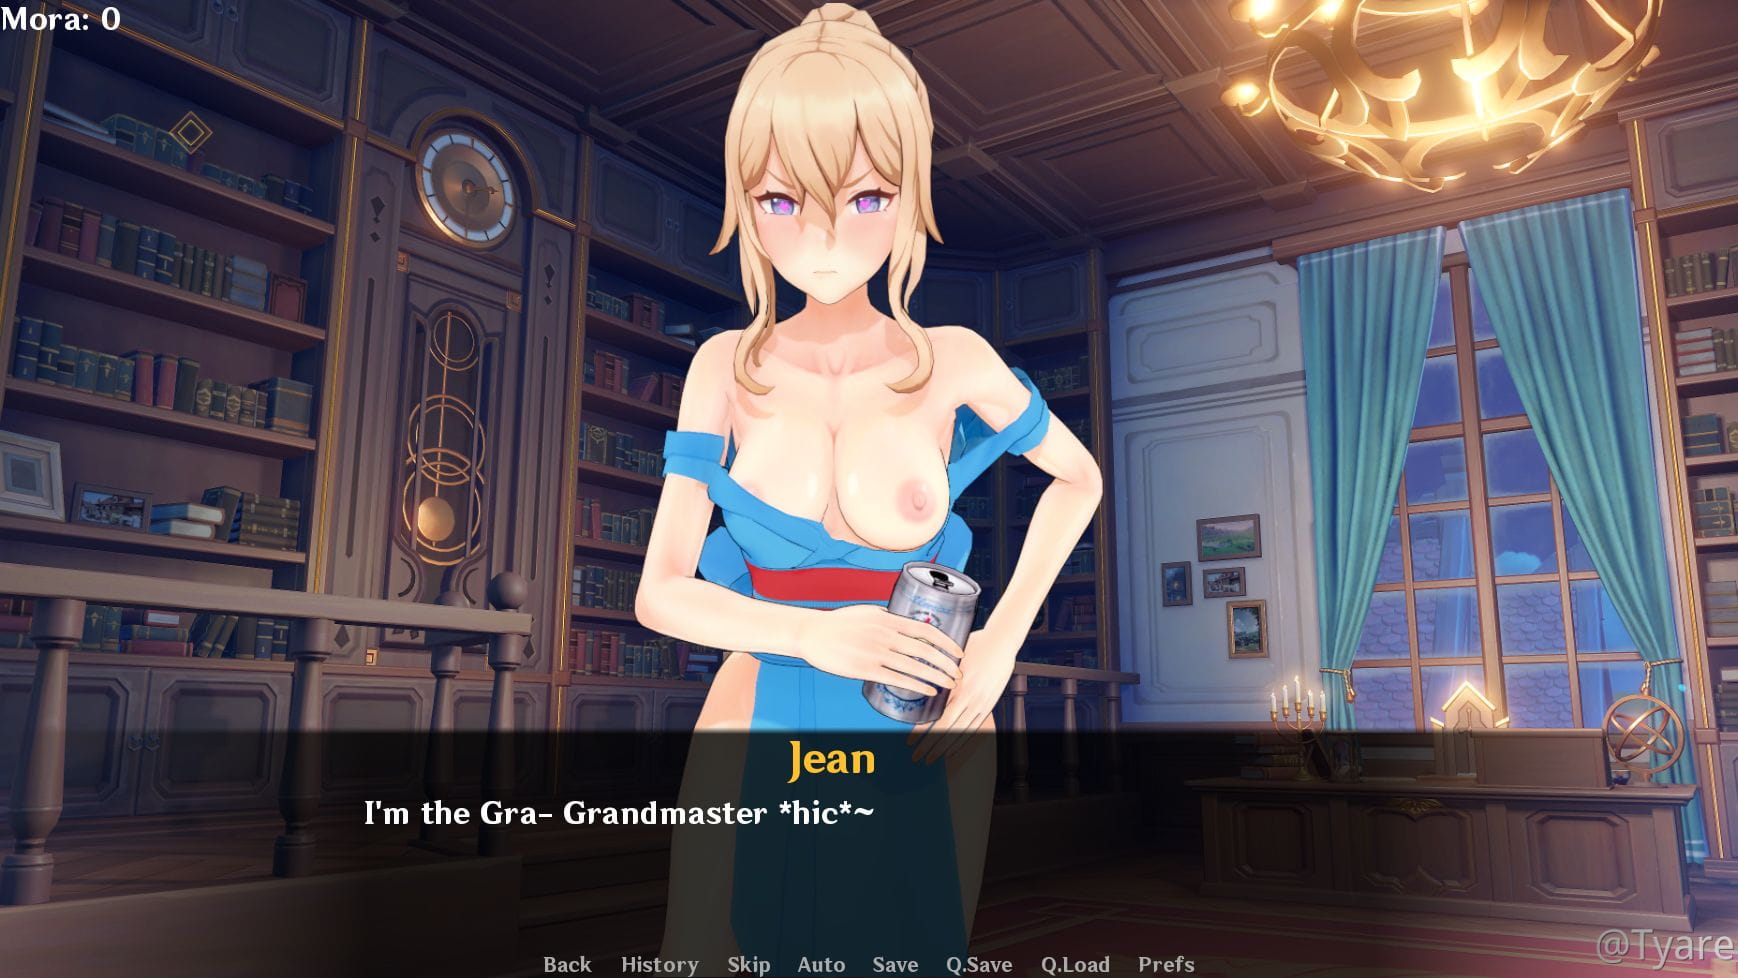 Mora: 0
Jean
I'm the Gra- Grandmaster *hic*~
Back History Skip Auto Save Q.Save Q.Load Prefs
@Tyare